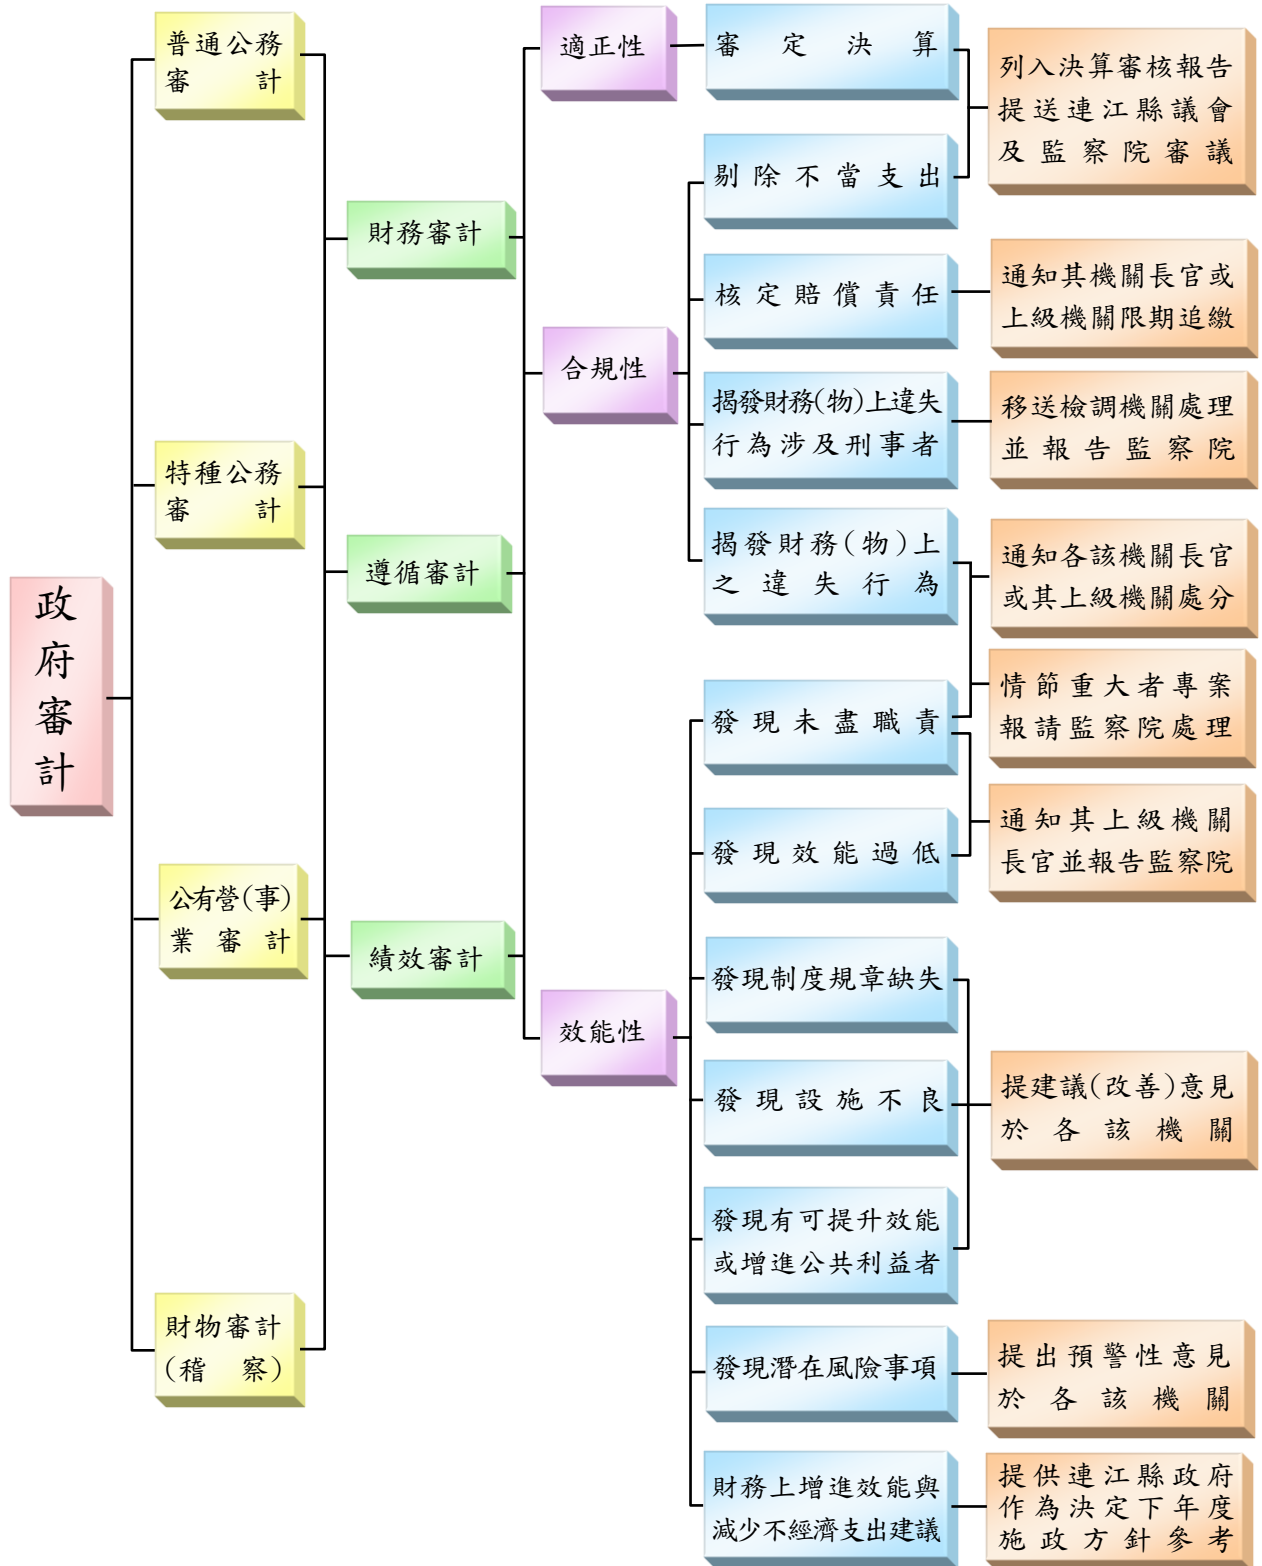 政府審計
普通公務
審計
特種公務
審計
公有營(事)
業審計
財物審計
(稽察)
財務審計
遵循審計
績效審計
適正性
合規性
效能性
審定決算
剔除不當支出
核定賠償責任
揭發財務(物)上違失
行為涉及刑事者
揭發財務(物)上
之違失行為
發現未盡職責
發現效能過低
發現制度規章缺失
發現設施不良
發現有可提升效能
或增進公共利益者
發現潛在風險事項
財務上增進效能與
減少不經濟支出建議
列入決算審核報告
提送連江縣議會
及監察院審議
通知其機關長官或
上級機關限期追繳
移送檢調機關處理
並報告監察院
通知各該機關長官
或其上級機關處分
情節重大者專案
報請監察院處理
通知其上級機關
長官並報告監察院
提建議(改善)意見
於各該機關
提出預警性意見
於各該機關
提供連江縣政府
作為決定下年度
施政方針參考